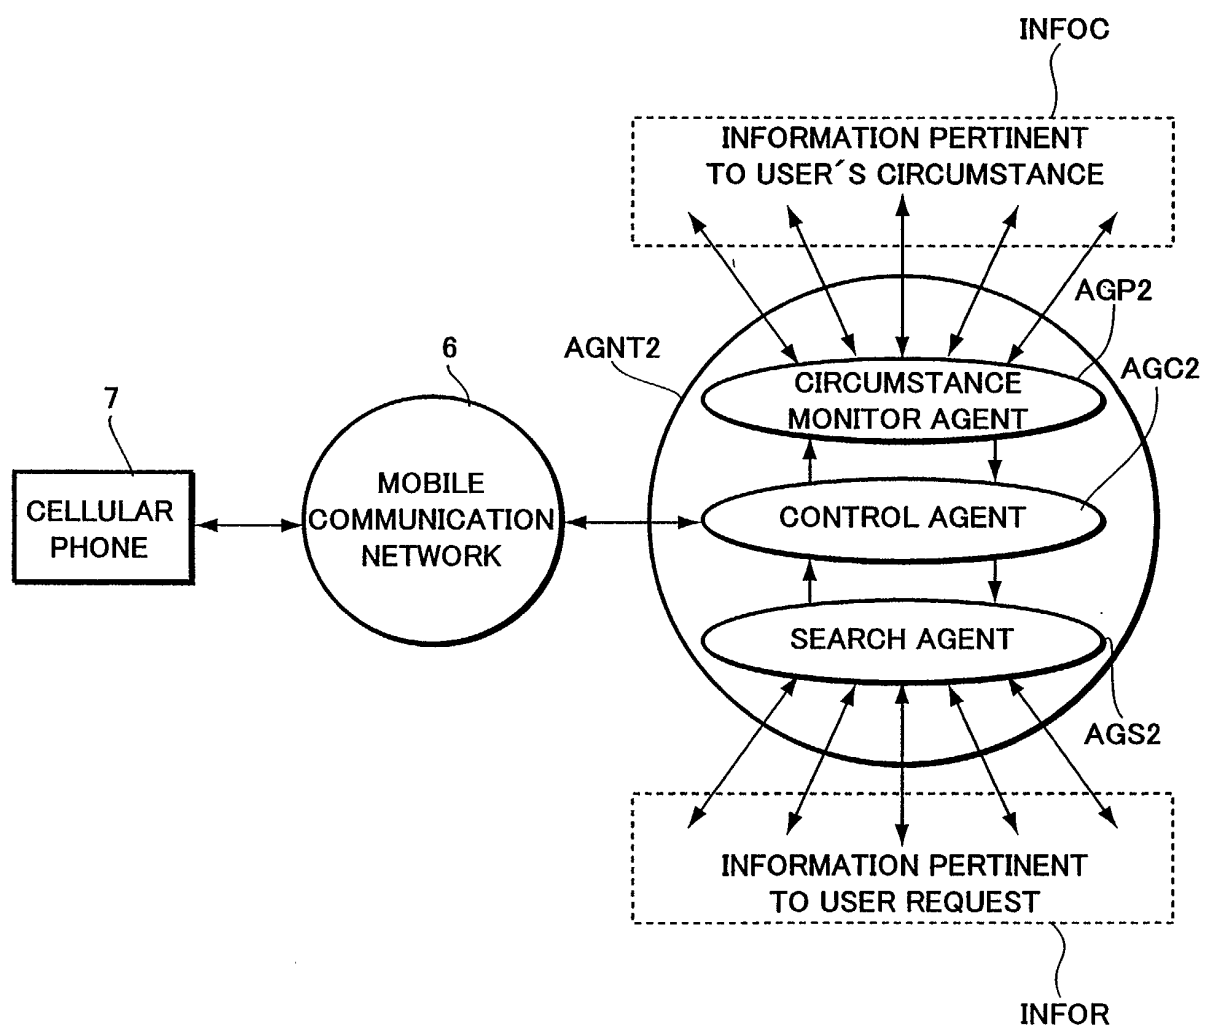 INFOC
INFORMATION PERTINENT
TO USER´S CIRCUMSTANCE
AGP2
AGNT2
6
AGC2
CIRCUMSTANCE
MONITOR AGENT
7
MOBILE
COMMUNICATION
NETWORK
CELLULAR
PHONE
CONTROL AGENT
SEARCH AGENT
AGS2
INFORMATION PERTINENT
TO USER REQUEST
INFOR